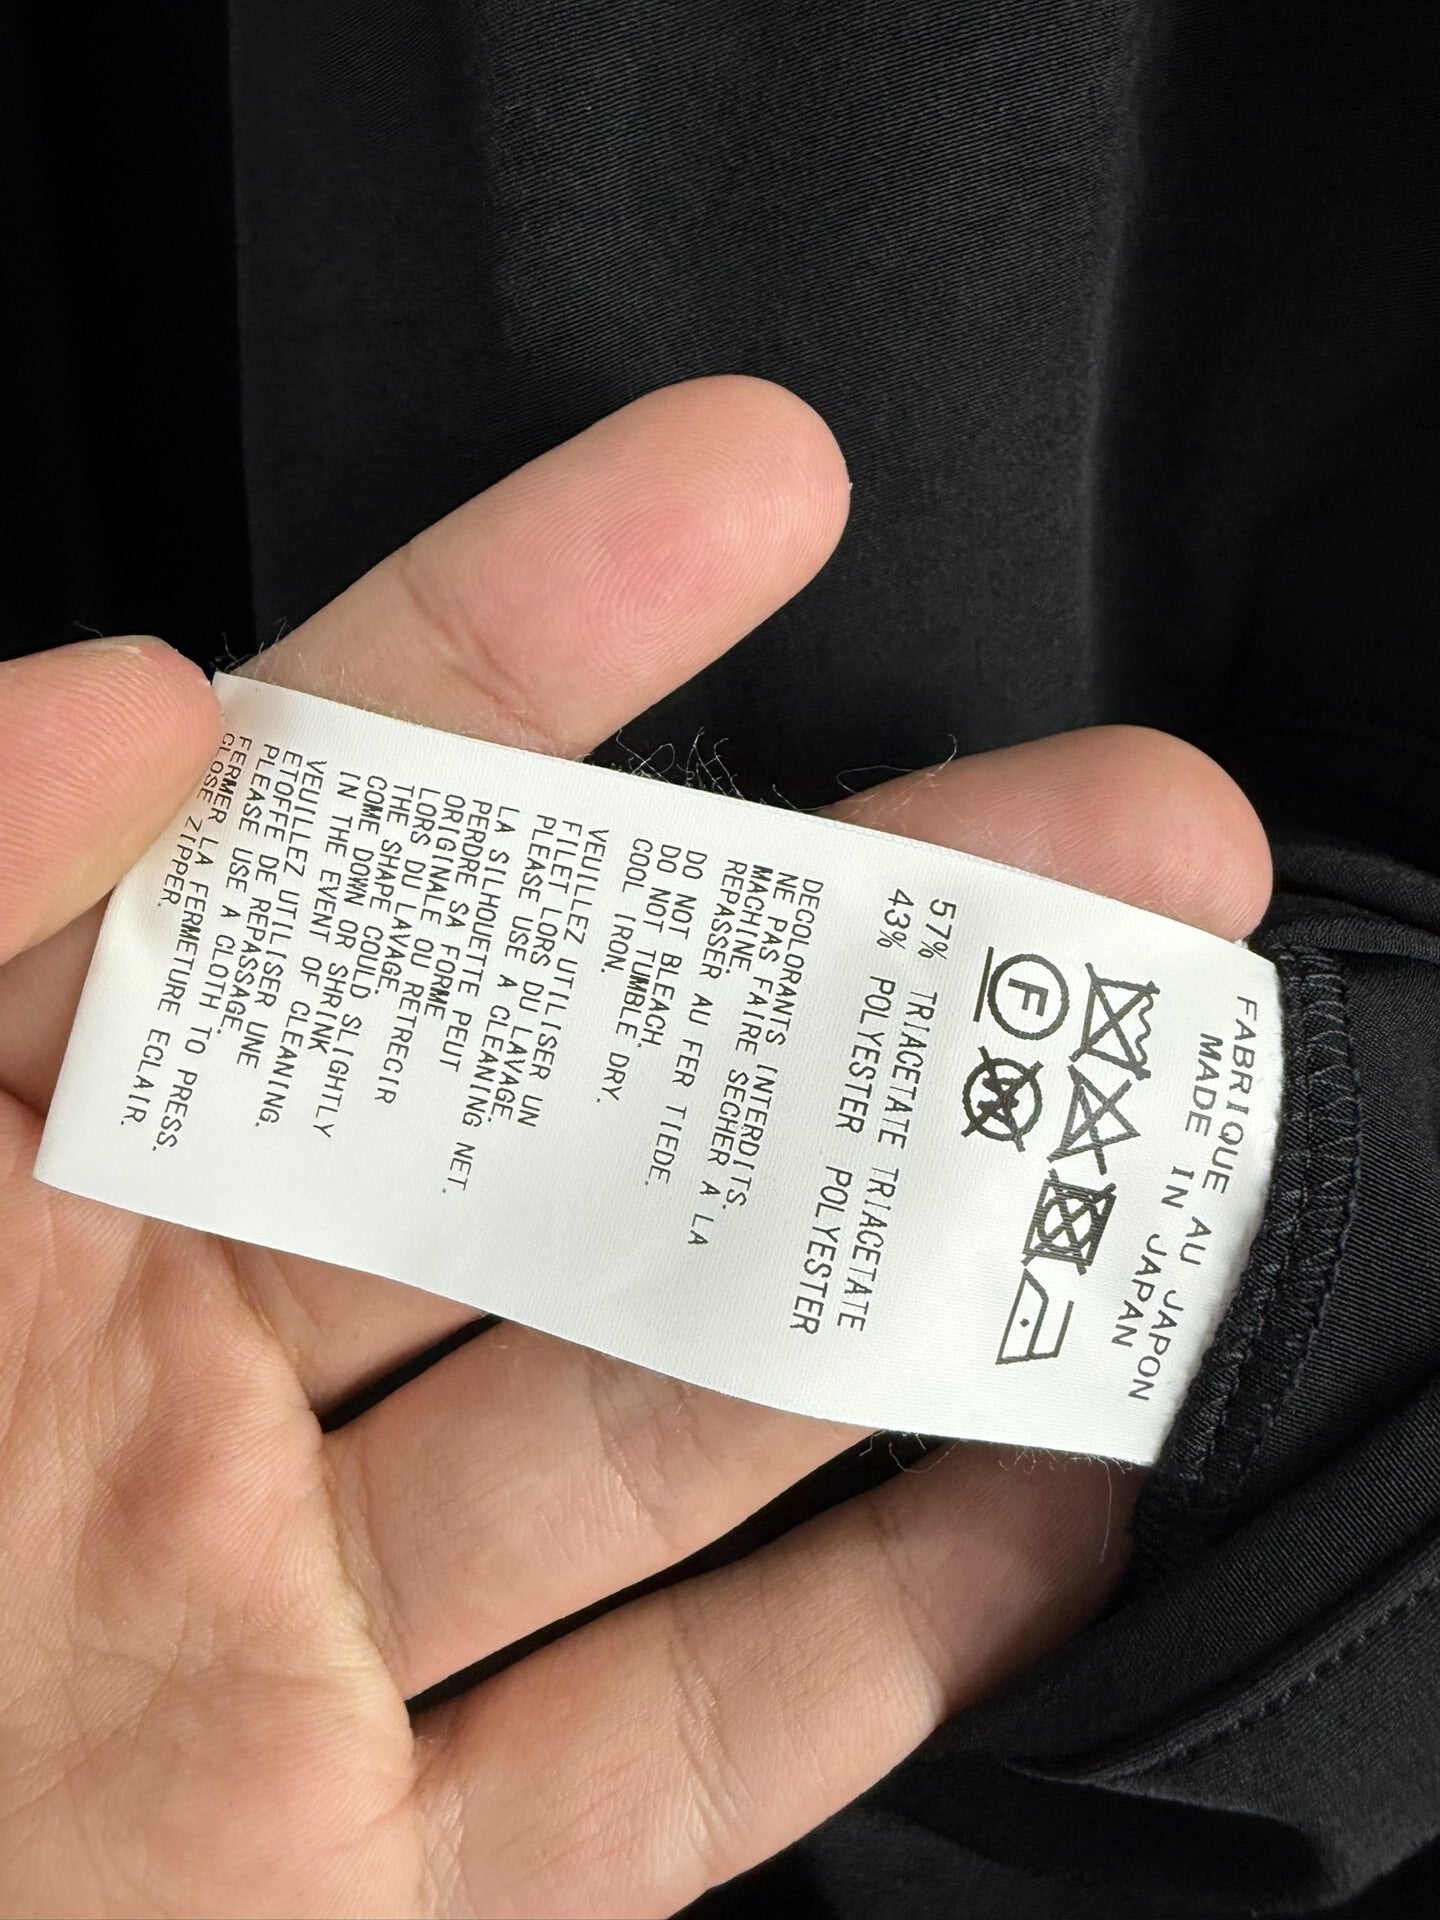 FABRIQUE AU JAPON
MADE IN JAPAN
F
W
57% TRIACETATE TRIACETATE
43% POLYESTER POLYESTER
DECOLORANTS INTERDITS.
NE PAS FAIRE SECHER A LA
MACHINE.
REPASSER AU FER TIEDE.
DO NOT BLEACH.
DO NOT TUMBLE DRY.
COOL IRON.
VEUILLEZ UTILISER UN
FILET LORS DU LAVAGE.
PLEASE USE A CLEANING NET.
LA SILHOUETTE PEUT
PERDRE SA FORME
ORIGINALE OU RETRECIR
LORS DU LAVAGE.
THE SHAPE COULD SLIGHTLY
COME DOWN OR SHRINK
IN THE EVENT OF CLEANING.
VEUILLEZ UTILISER UNE
ETOFFE DE REPASSAGE.
PLEASE USE A CLOTH TO PRESS.
FERMER LA FERMETURE ECLAIR.
CLOSE ZIPPER.